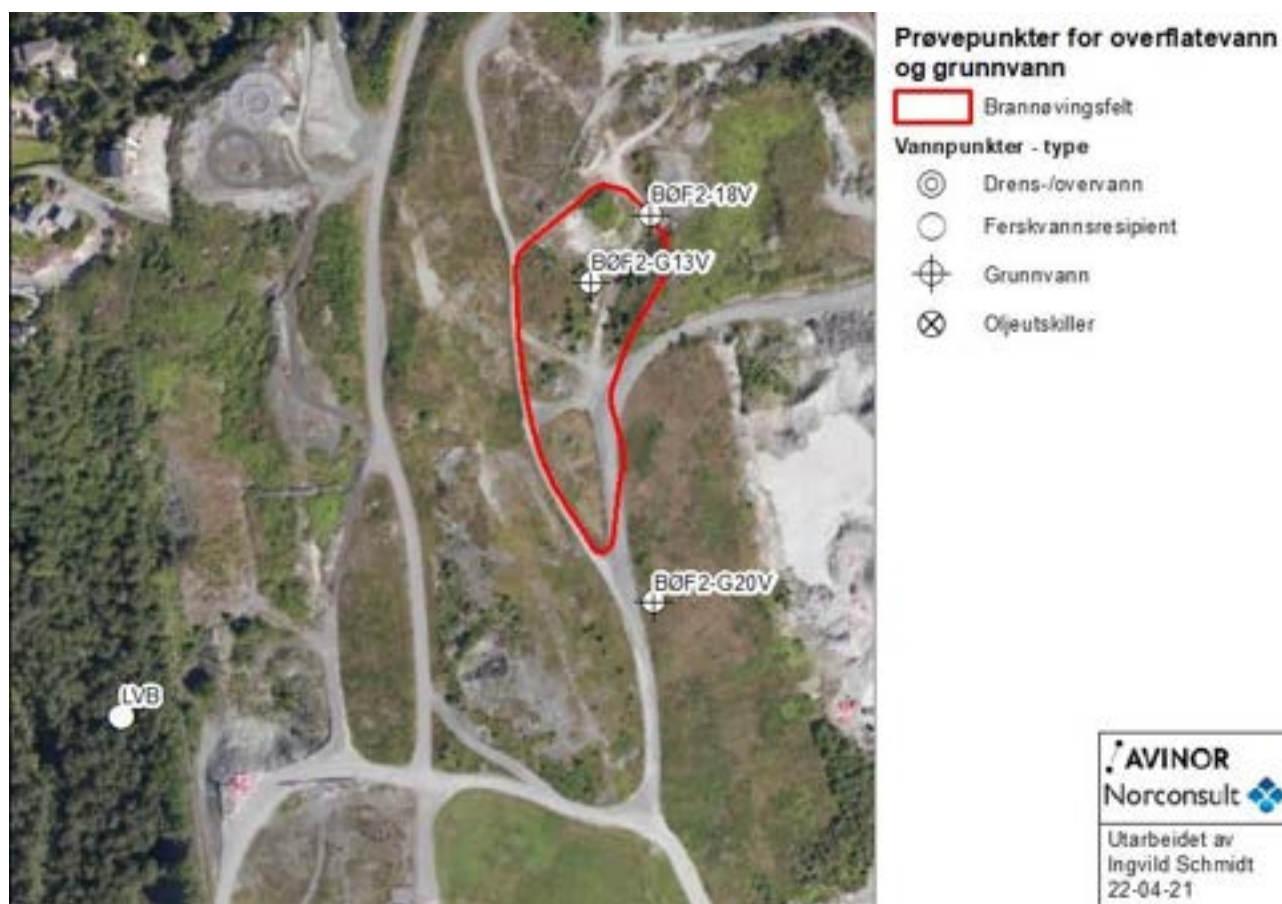 Prøvepunkter for overflatevann
og grunnvann
Brannøvingsfelt
Vannpunkter - type
Drens-/overvann
Ferskvannsresipient
Grunnvann
Oljeutskiller
BØF2-18V
BØF2-G13V
BØF2-G20V
LVB
AVINOR
Norconsult
Utarbeidet av
Ingvild Schmidt
22-04-21